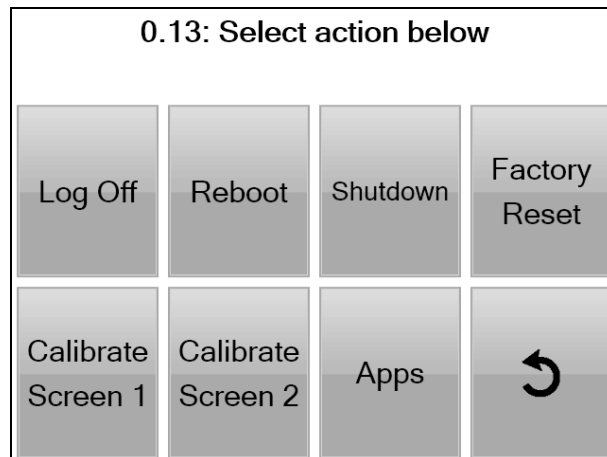 0.13: Select action below
Log Off
Reboot
Shutdown
Factory
Reset
Calibrate
Screen 1
Calibrate
Screen 2
Apps